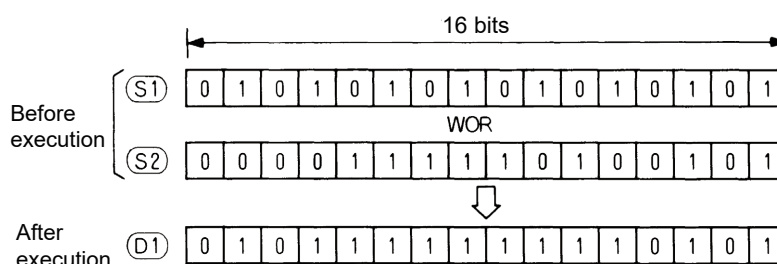 16 bits
S1 0 1 0 1 0 1 0 1 0 1 0 1 0 1 0 1
Before
execution
WOR
S2 0 0 0 0 1 1 1 1 1 0 1 0 0 1 0 1
After
execution
D1 0 1 0 1 1 1 1 1 1 1 1 1 0 1 0 1